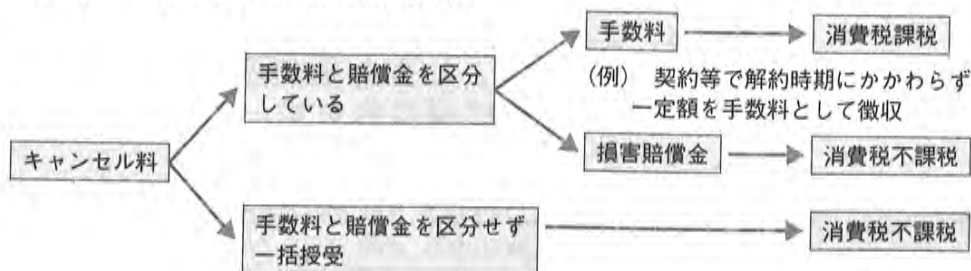 キャンセル料
手数料と賠償金を区分
している
手数料
消費税課税
（例） 契約等で解約時期にかかわらず
一定額を手数料として徴収
損害賠償金
消費税不課税
手数料と賠償金を区分せず
一括授受
消費税不課税